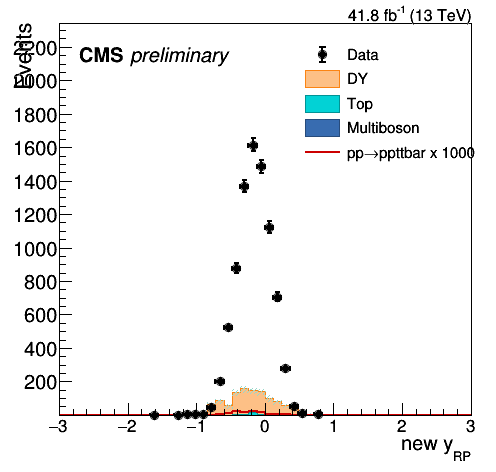 41.8 fb⁻¹ (13 TeV)
Events
CMS preliminary
Data
DY
Top
Multiboson
pp→ppttbar x 1000
2200
2000
1800
1600
1400
1200
1000
800
600
400
200
−3 −2 −1 0 1 2 3
new y_RP